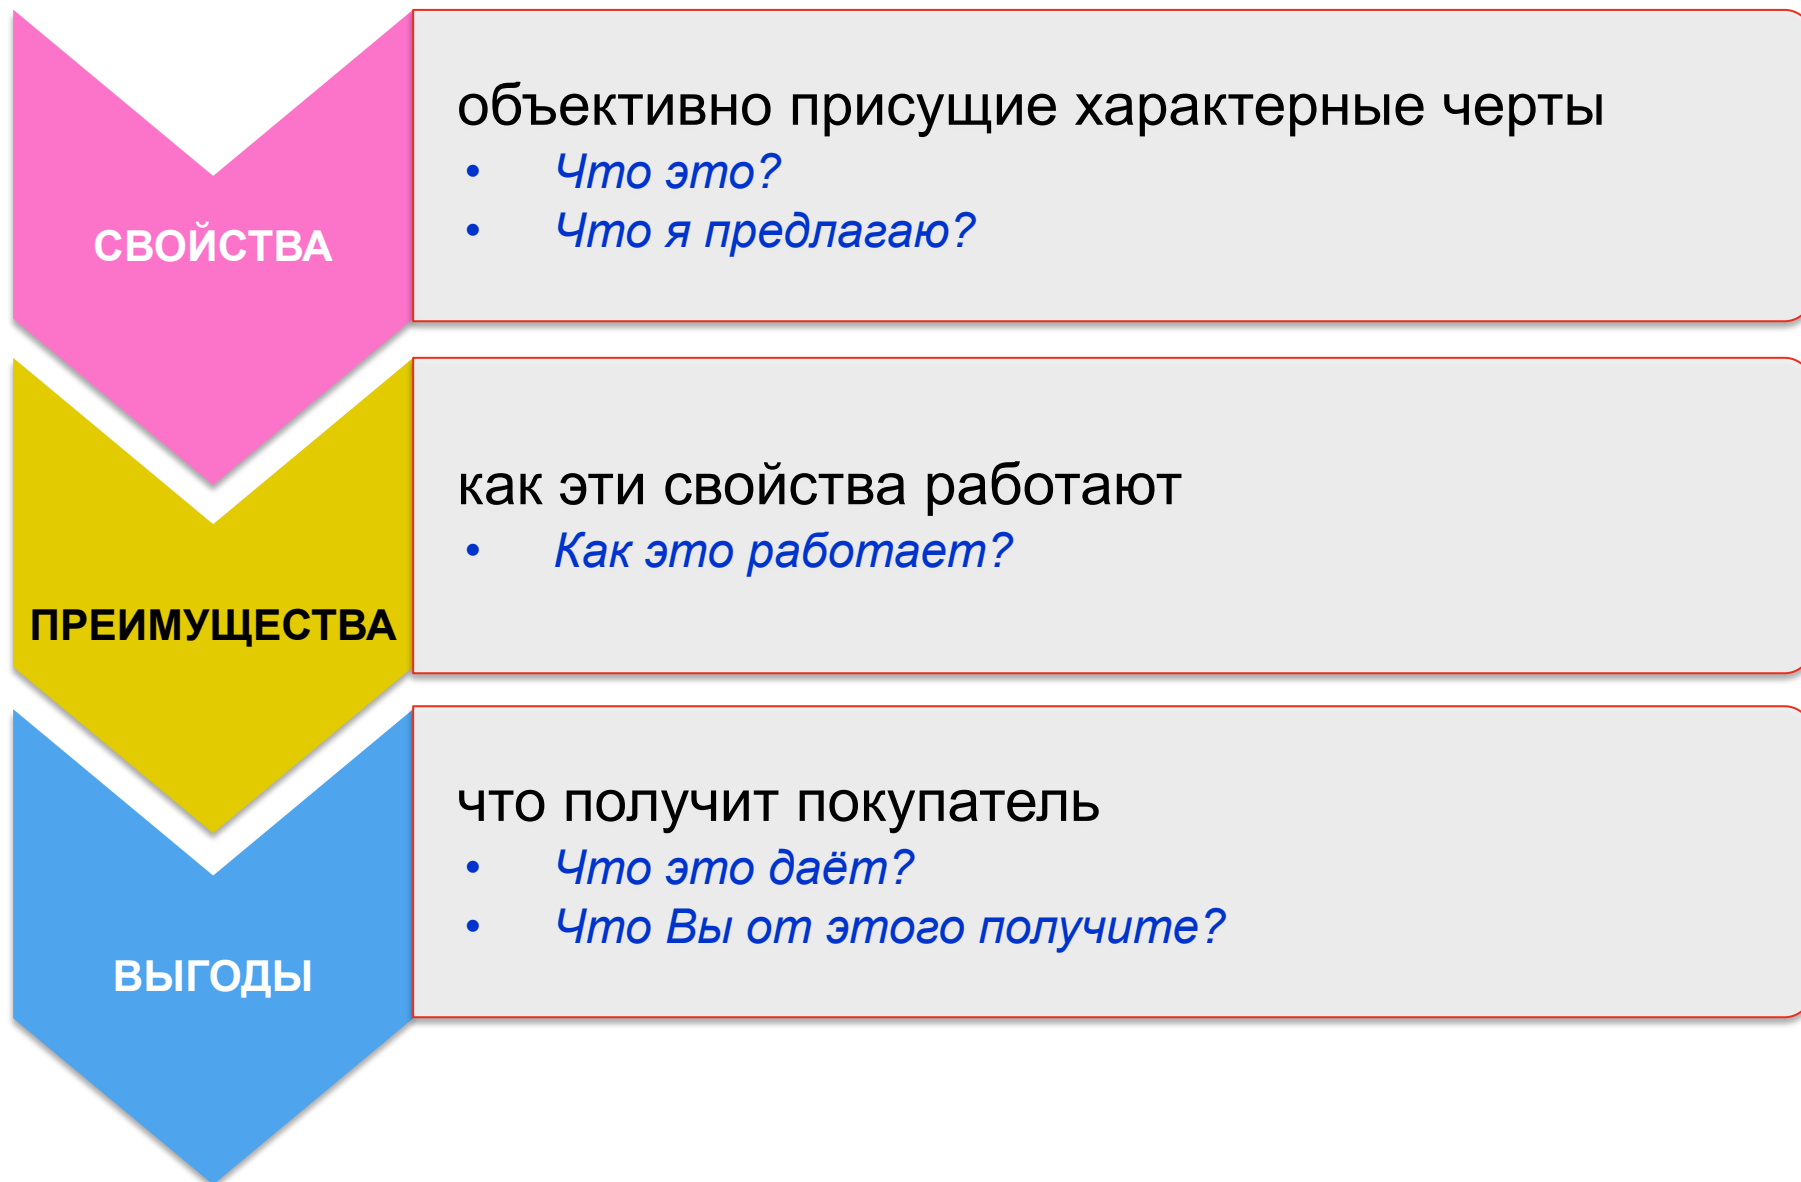 СВОЙСТВА
объективно присущие характерные черты
• Что это?
• Что я предлагаю?
ПРЕИМУЩЕСТВА
как эти свойства работают
• Как это работает?
ВЫГОДЫ
что получит покупатель
• Что это даёт?
• Что Вы от этого получите?